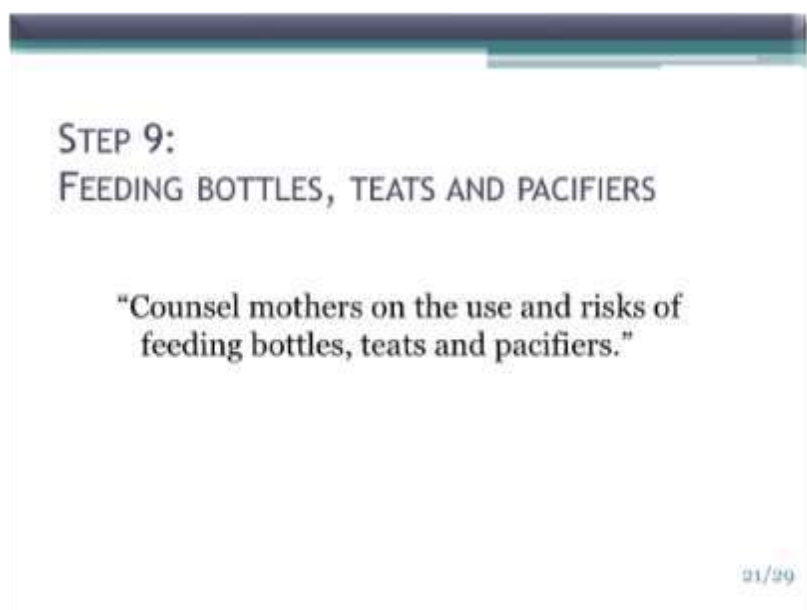 STEP 9:
FEEDING BOTTLES, TEATS AND PACIFIERS
“Counsel mothers on the use and risks of
feeding bottles, teats and pacifiers.”
21/29